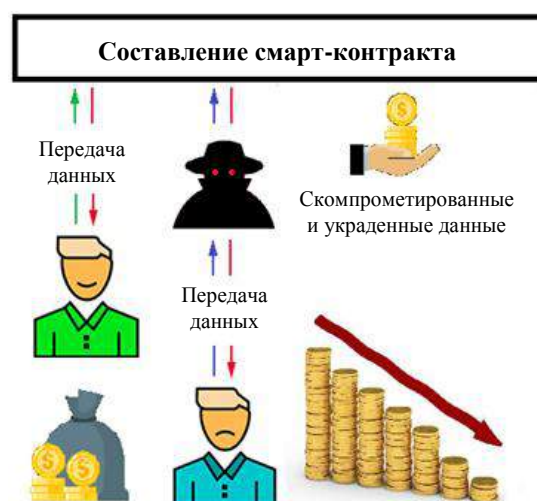 Составление смарт-контракта
Передача
данных
Скомпрометированные
и украденные данные
Передача
данных